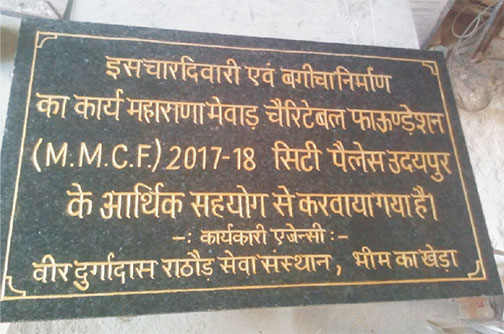 इस चारदिवारी एवं बगीचा निर्माण
का कार्य महाराणा मेवाड़ चैरिटेबल फाऊण्ड़ेशन
(M.M.C.F.) 2017-18 सिटी पैलेस उदयपुर
के आर्थिक सहयोग से करवाया गया है।
-: कार्यकारी एजेन्सी :-
वीर दुर्गादास राठौड़ सेवा संस्थान, भीम का खेड़ा